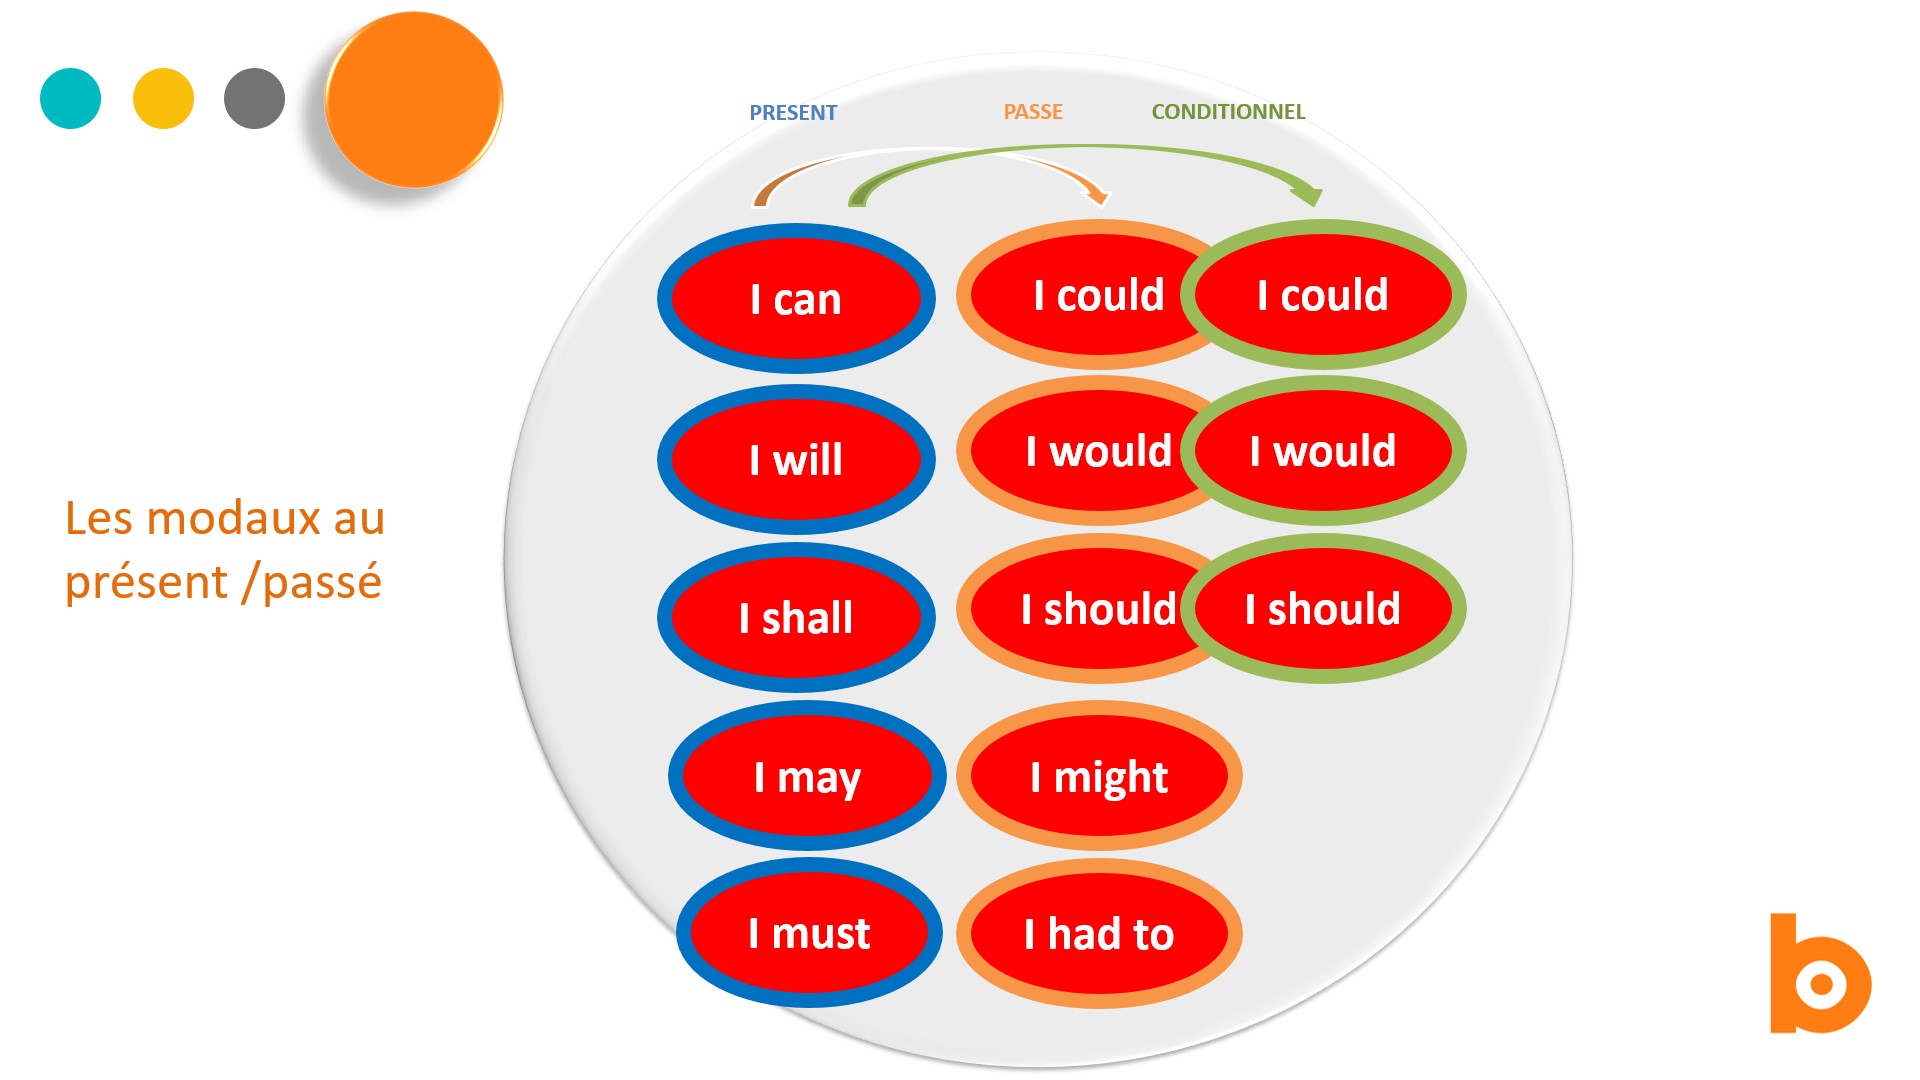 PRESENT PASSE CONDITIONNEL
I can I could I could
I will I would I would
Les modaux au
présent /passé
I shall I should I should
I may I might
I must I had to
b